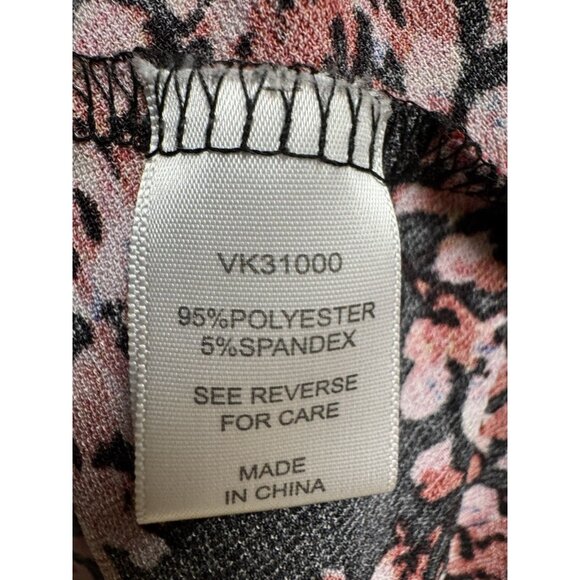 VK31000
95%POLYESTER
5%SPANDEX
SEE REVERSE
FOR CARE
MADE
IN CHINA